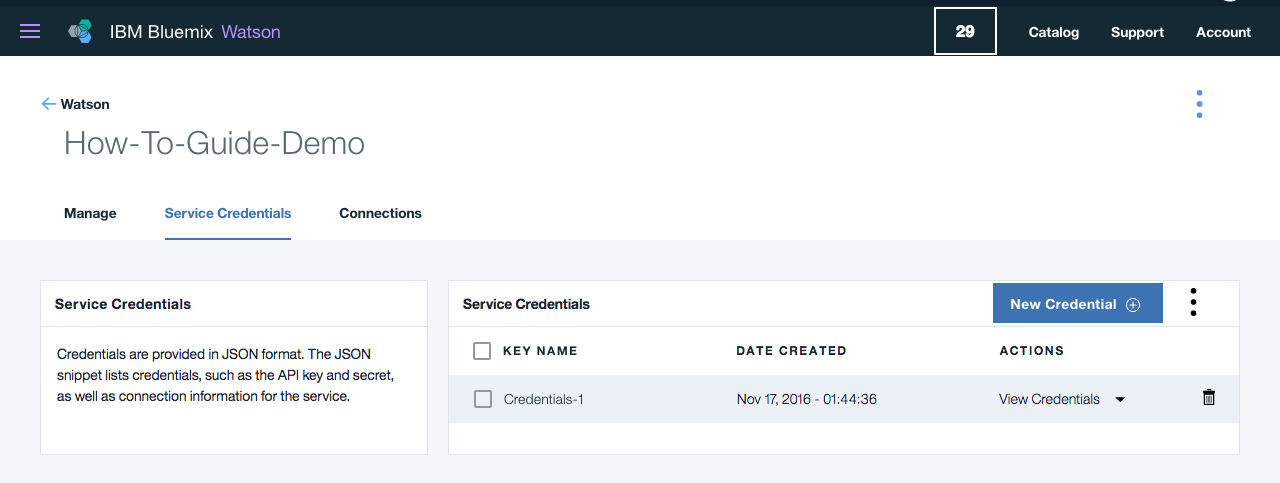 IBM Bluemix Watson
29
Catalog
Support
Account
Watson
How-To-Guide-Demo
Manage
Service Credentials
Connections
Service Credentials
Credentials are provided in JSON format. The JSON
snippet lists credentials, such as the API key and secret,
as well as connection information for the service.
Service Credentials
New Credential
KEY NAME
DATE CREATED
ACTIONS
Credentials-1
Nov 17, 2016 - 01:44:36
View Credentials